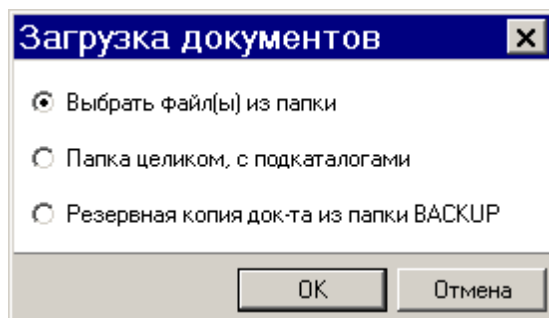 Загрузка документов
Выбрать файл(ы) из папки
Папка целиком, с подкаталогами
Резервная копия док-та из папки BACKUP
OK
Отмена